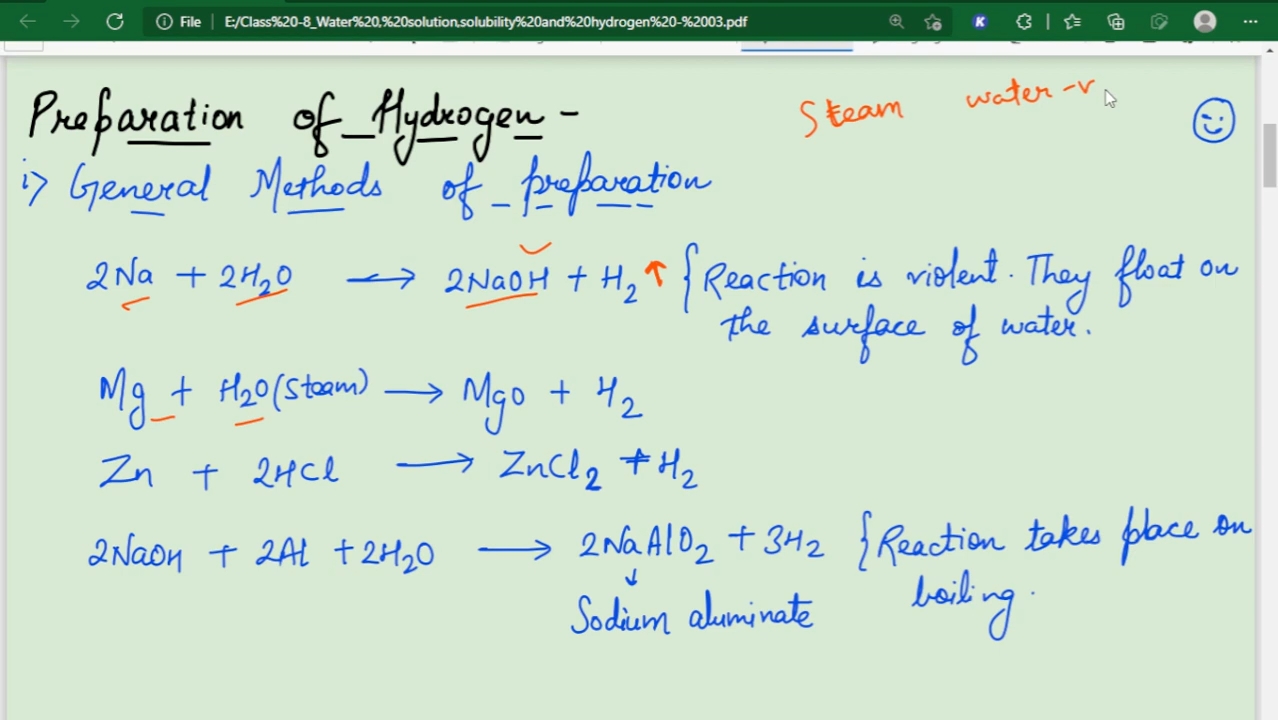 File E:/Class%20-8_Water%20,%20solution,solubility%20and%20hydrogen%20-%2003.pdf
Steam water-v
Preparation of Hydrogen -
i) General Methods of preparation
2Na + 2H2O → 2NaOH + H2 ↑ {Reaction is violent. They float on
the surface of water.
Mg + H2O(steam) → MgO + H2
Zn + 2HCl → ZnCl2 + H2
2NaOH + 2Al + 2H2O → 2NaAlO2 + 3H2 {Reaction takes place on
boiling.
↓
Sodium aluminate